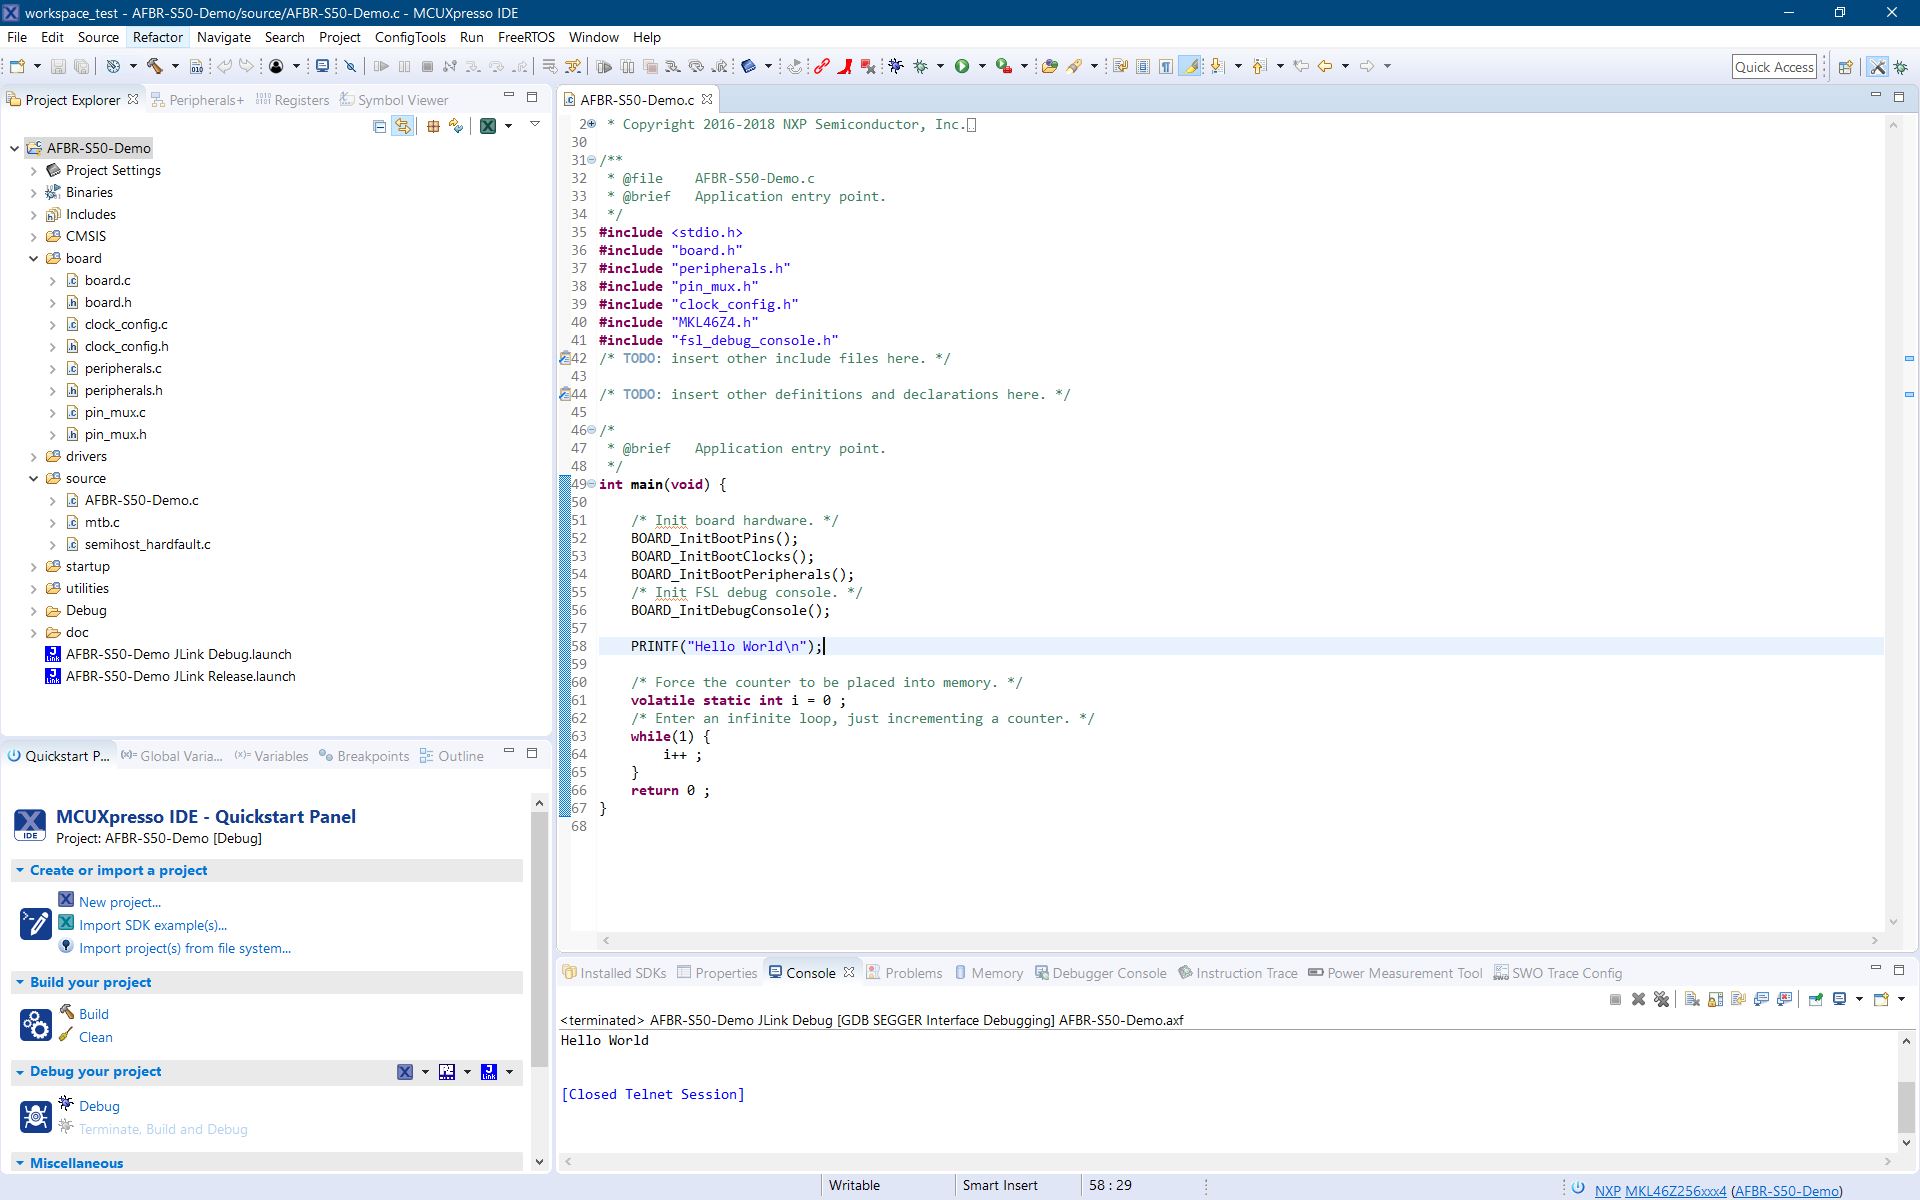 workspace_test - AFBR-S50-Demo/source/AFBR-S50-Demo.c - MCUXpresso IDE
File Edit Source Refactor Navigate Search Project ConfigTools Run FreeRTOS Window Help
Quick Access
Project Explorer Peripherals+ Registers Symbol Viewer
AFBR-S50-Demo
Project Settings
Binaries
Includes
CMSIS
board
board.c
board.h
clock_config.c
clock_config.h
peripherals.c
peripherals.h
pin_mux.c
pin_mux.h
drivers
source
AFBR-S50-Demo.c
mtb.c
semihost_hardfault.c
startup
utilities
Debug
doc
AFBR-S50-Demo JLink Debug.launch
AFBR-S50-Demo JLink Release.launch
Quickstart P... Global Varia... Variables Breakpoints Outline
MCUXpresso IDE - Quickstart Panel
Project: AFBR-S50-Demo [Debug]
IDE
Create or import a project
New project...
Import SDK example(s)...
Import project(s) from file system...
Build your project
Build
Clean
Debug your project
Debug
Terminate, Build and Debug
Miscellaneous
AFBR-S50-Demo.c
2 * Copyright 2016-2018 NXP Semiconductor, Inc.
30
31 /**
32 * @file    AFBR-S50-Demo.c
33 * @brief   Application entry point.
34 */
35 #include <stdio.h>
36 #include "board.h"
37 #include "peripherals.h"
38 #include "pin_mux.h"
39 #include "clock_config.h"
40 #include "MKL46Z4.h"
41 #include "fsl_debug_console.h"
42 /* TODO: insert other include files here. */
43
44 /* TODO: insert other definitions and declarations here. */
45
46 /*
47 * @brief   Application entry point.
48 */
49 int main(void) {
50
51 /* Init board hardware. */
52 BOARD_InitBootPins();
53 BOARD_InitBootClocks();
54 BOARD_InitBootPeripherals();
55 /* Init FSL debug console. */
56 BOARD_InitDebugConsole();
57
58 PRINTF("Hello World\n");
59
60 /* Force the counter to be placed into memory. */
61 volatile static int i = 0 ;
62 /* Enter an infinite loop, just incrementing a counter. */
63 while(1) {
64 i++ ;
65 }
66 return 0 ;
67 }
68
Installed SDKs Properties Console Problems Memory Debugger Console Instruction Trace Power Measurement Tool SWO Trace Config
<terminated> AFBR-S50-Demo JLink Debug [GDB SEGGER Interface Debugging] AFBR-S50-Demo.axf
Hello World
[Closed Telnet Session]
Writable Smart Insert 58 : 29 NXP MKL46Z256xxx4 (AFBR-S50-Demo)